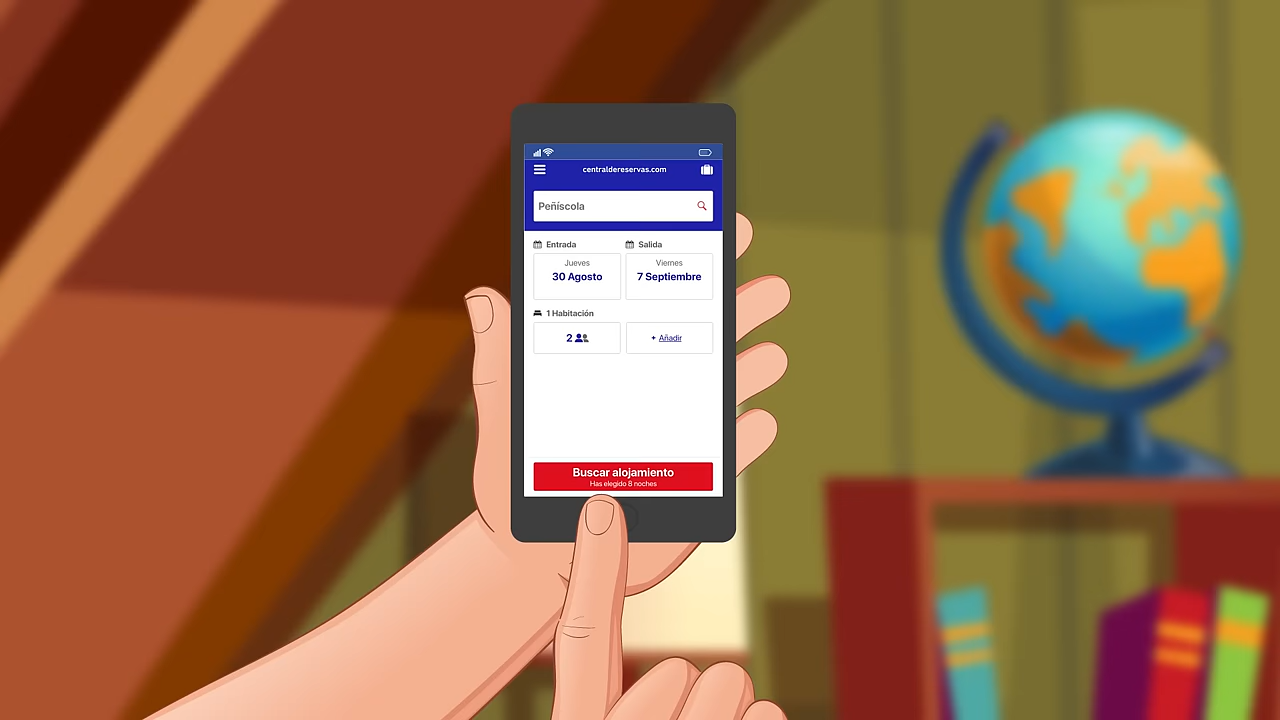 centraldereservas.com
Peñíscola
Entrada
Salida
Jueves
30 Agosto
Viernes
7 Septiembre
1 Habitación
2
+ Añadir
Buscar alojamiento
Has elegido 8 noches